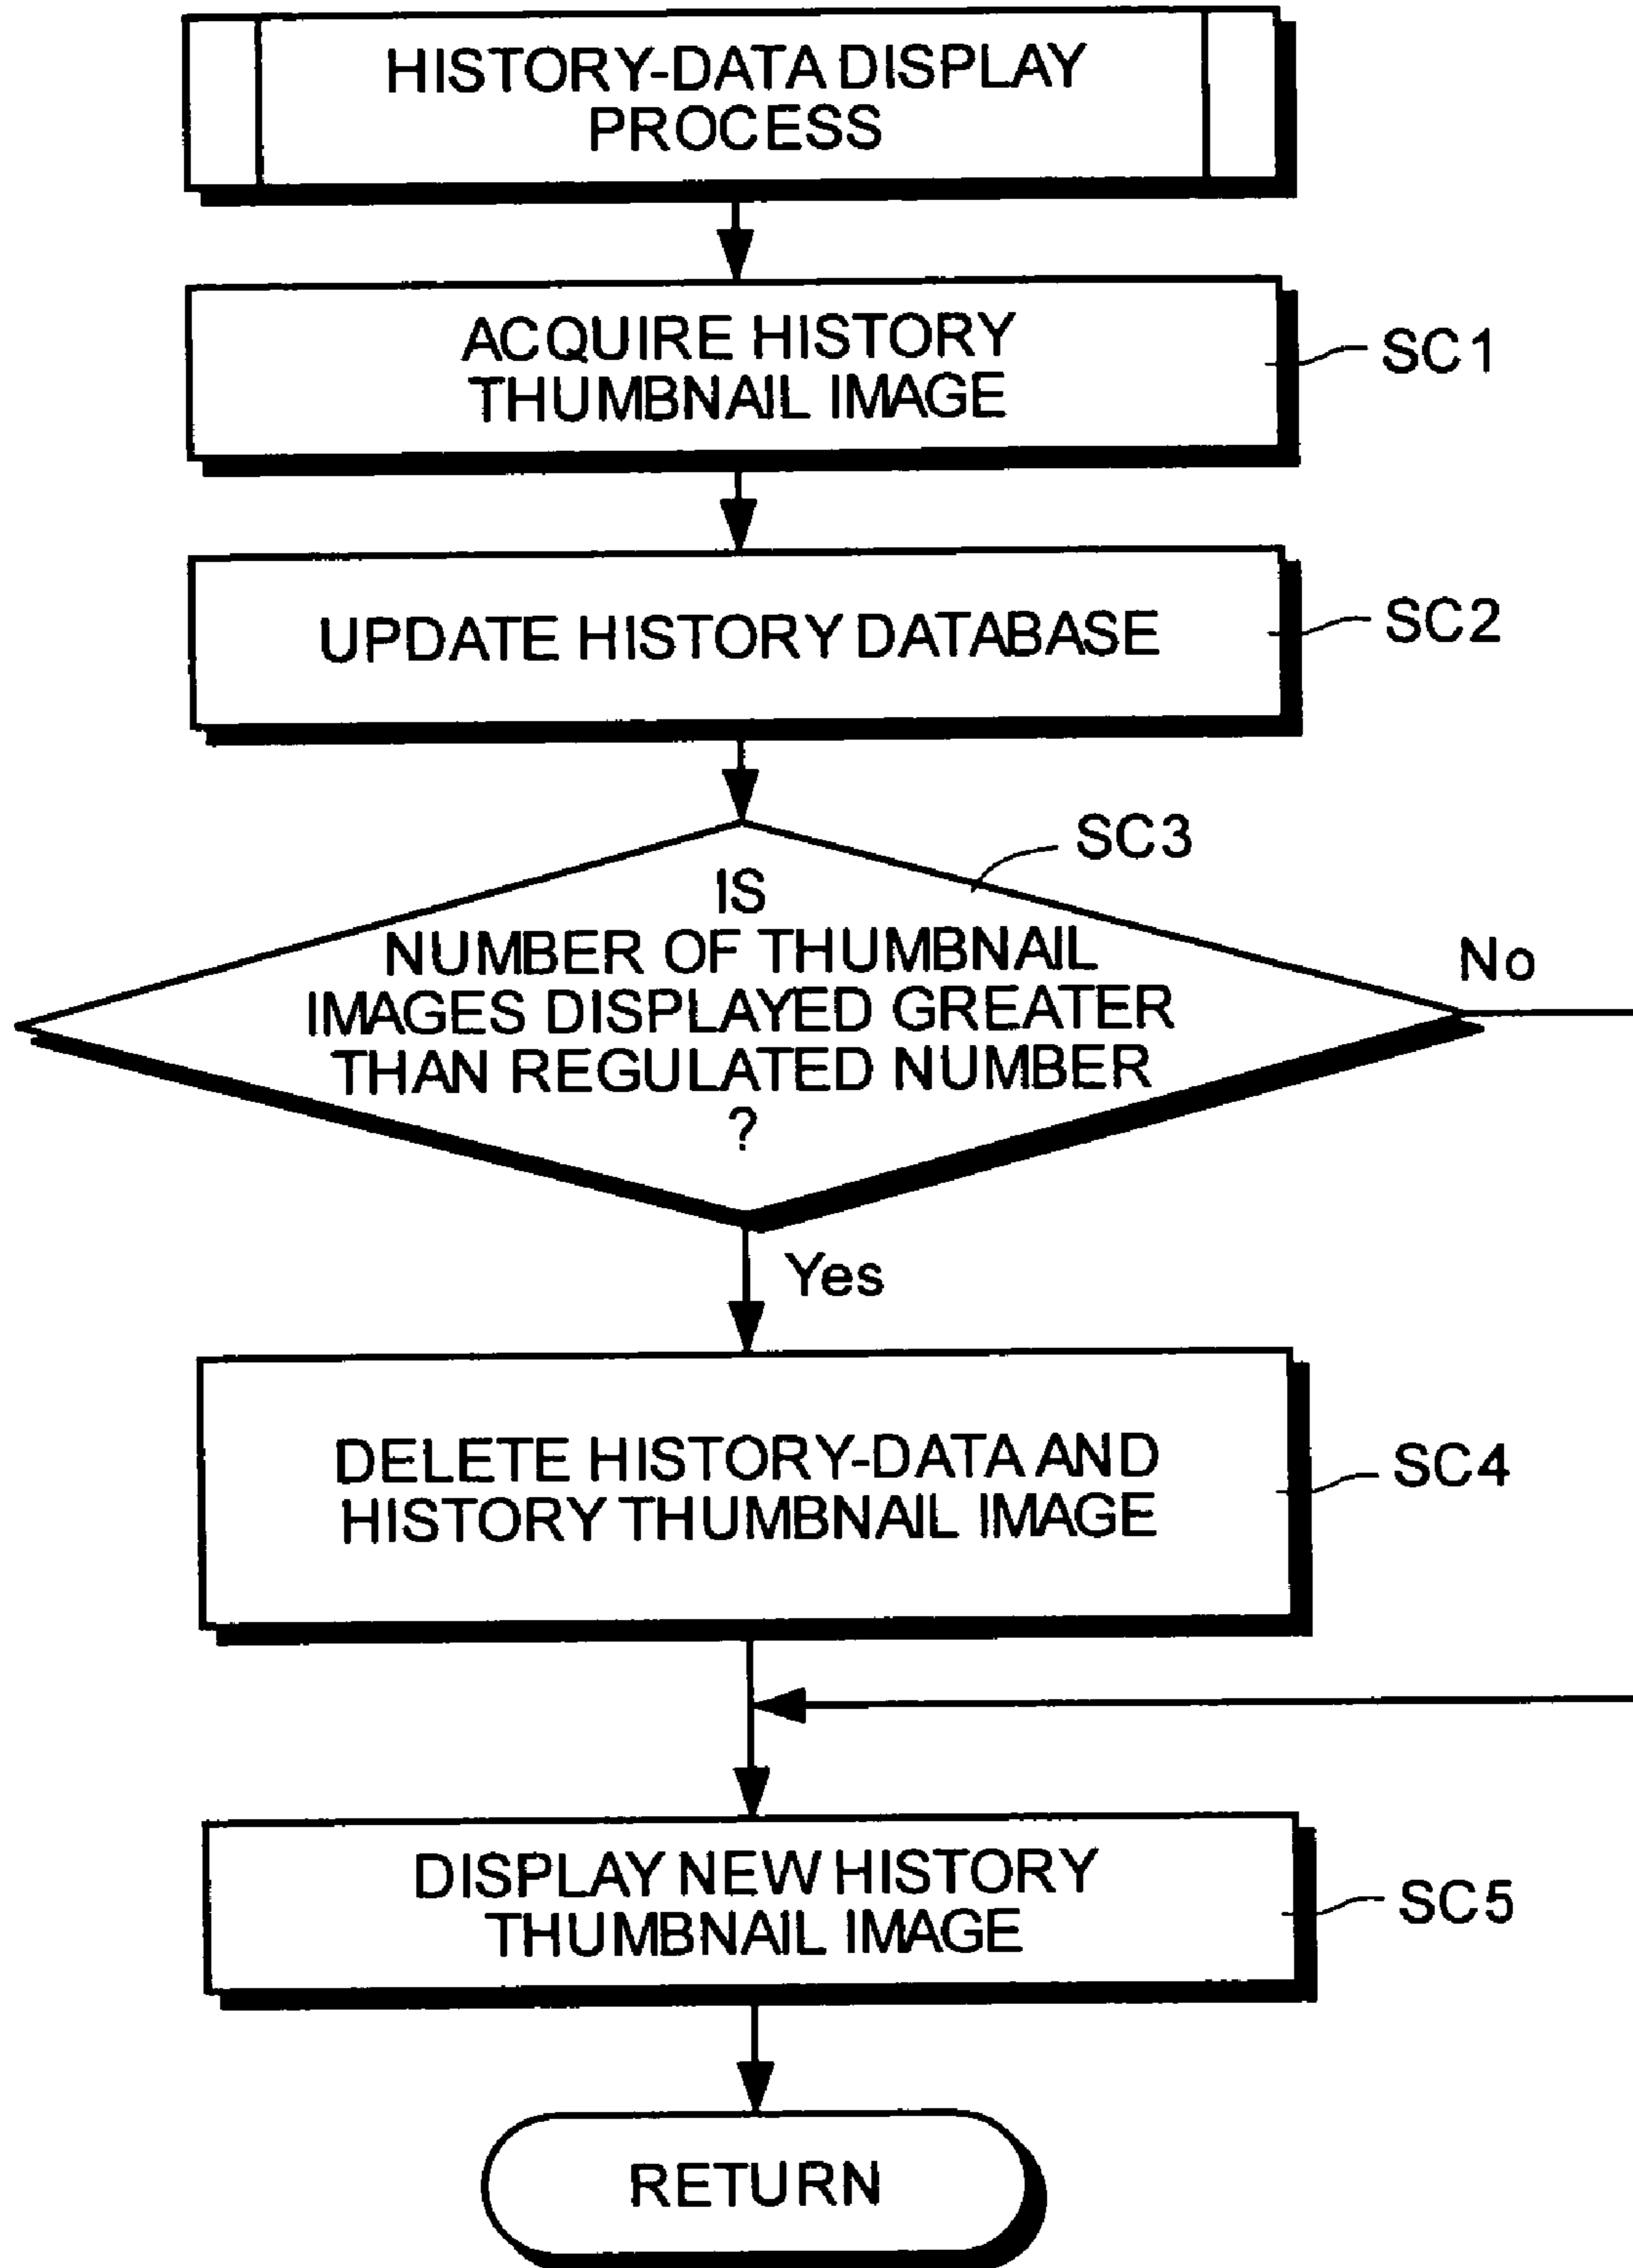 HISTORY-DATA DISPLAY
PROCESS
ACQUIRE HISTORY
THUMBNAIL IMAGE
SC1
UPDATE HISTORY DATABASE
SC2
SC3
IS
NUMBER OF THUMBNAIL
IMAGES DISPLAYED GREATER
THAN REGULATED NUMBER
?
No
Yes
DELETE HISTORY-DATA AND
HISTORY THUMBNAIL IMAGE
SC4
DISPLAY NEW HISTORY
THUMBNAIL IMAGE
SC5
RETURN